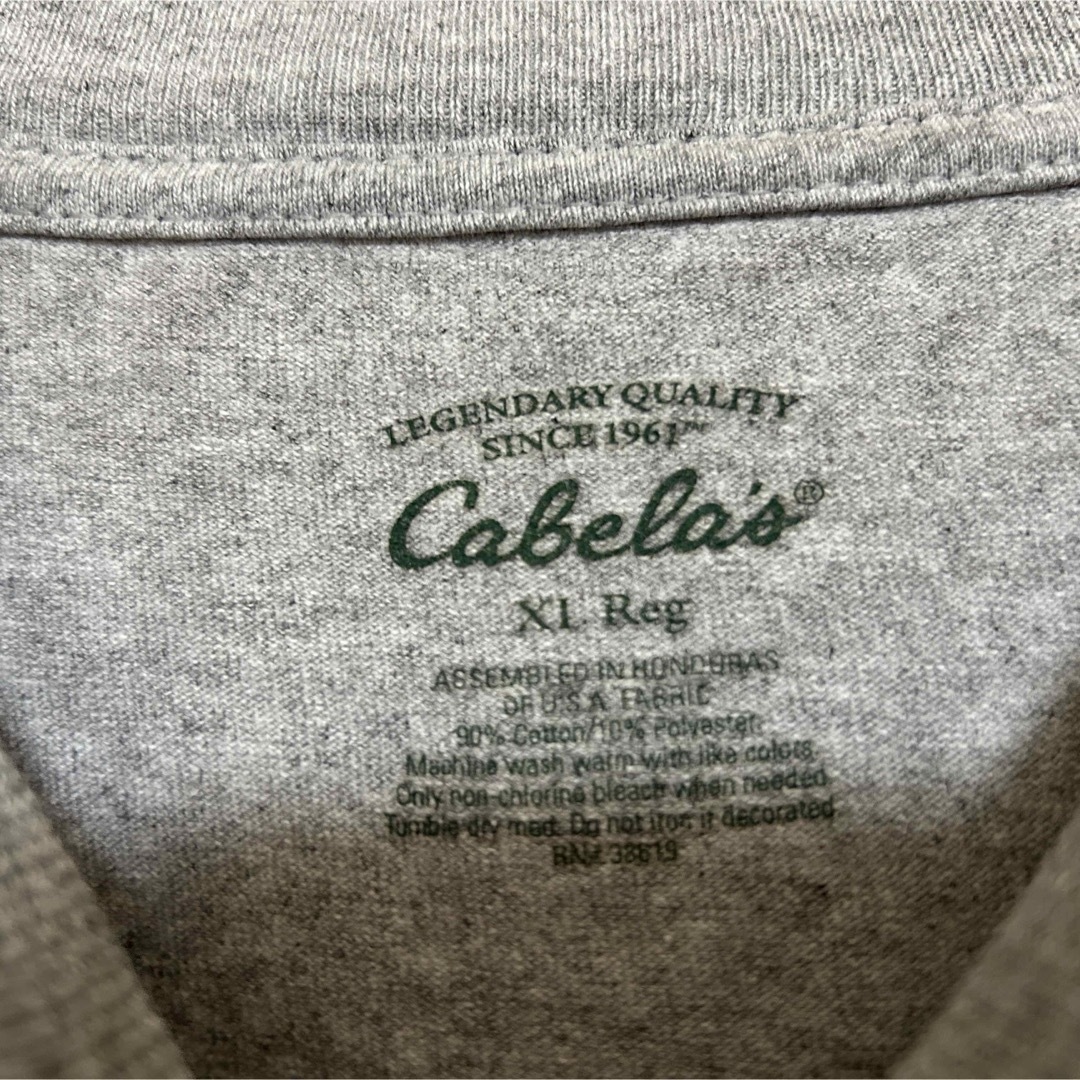 LEGENDARY QUALITY
SINCE 1961™
Cabela's®
XL Reg
ASSEMBLED IN HONDURAS
OF U.S.A. FABRIC
90% Cotton/10% Polyester.
Machine wash warm with like colors.
Only non-chlorine bleach when needed.
Tumble dry med. Do not iron if decorated.
RN# 38619